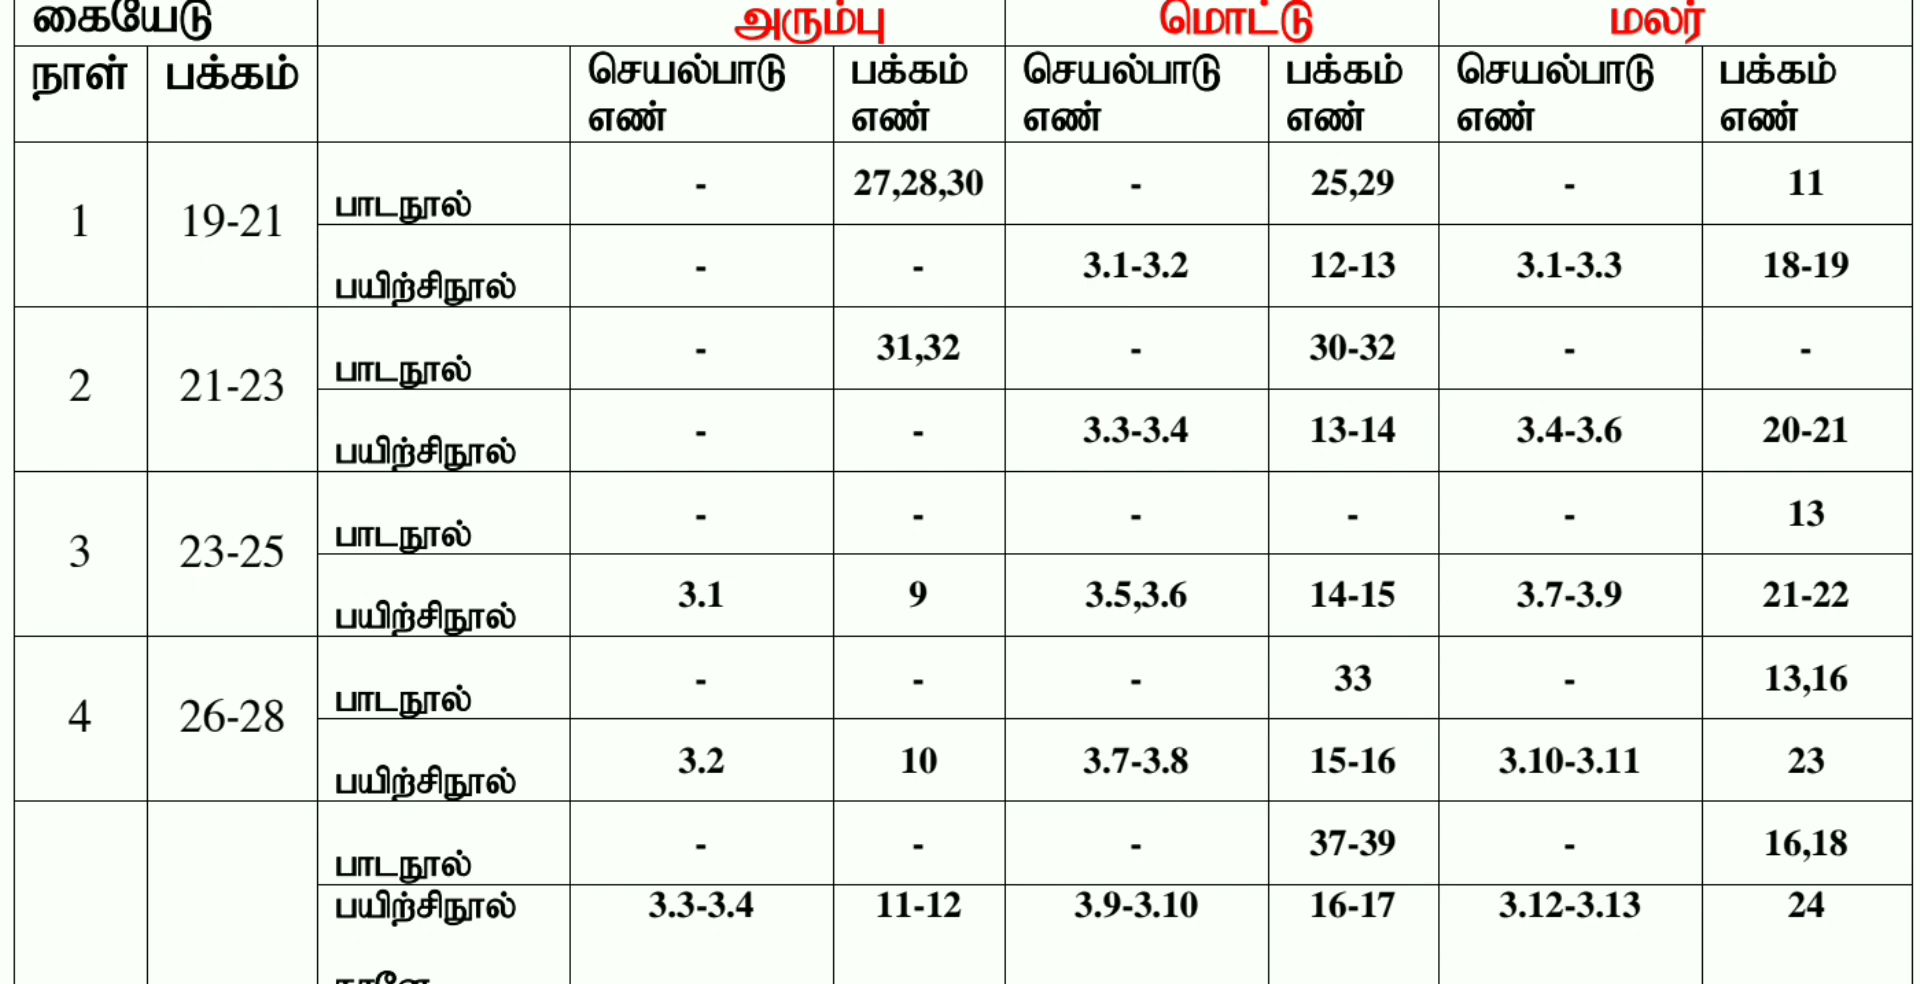 கையேடு அரும்பு மொட்டு மலர்
நாள் பக்கம் செயல்பாடு எண் பக்கம் எண் செயல்பாடு எண் பக்கம் எண் செயல்பாடு எண் பக்கம் எண்
1 19-21 பாடநூல் - 27,28,30 - 25,29 - 11
பயிற்சிநூல் - - 3.1-3.2 12-13 3.1-3.3 18-19
2 21-23 பாடநூல் - 31,32 - 30-32 - -
பயிற்சிநூல் - - 3.3-3.4 13-14 3.4-3.6 20-21
3 23-25 பாடநூல் - - - - - 13
பயிற்சிநூல் 3.1 9 3.5,3.6 14-15 3.7-3.9 21-22
4 26-28 பாடநூல் - - - 33 - 13,16
பயிற்சிநூல் 3.2 10 3.7-3.8 15-16 3.10-3.11 23
பாடநூல் - - - 37-39 - 16,18
பயிற்சிநூல் 3.3-3.4 11-12 3.9-3.10 16-17 3.12-3.13 24